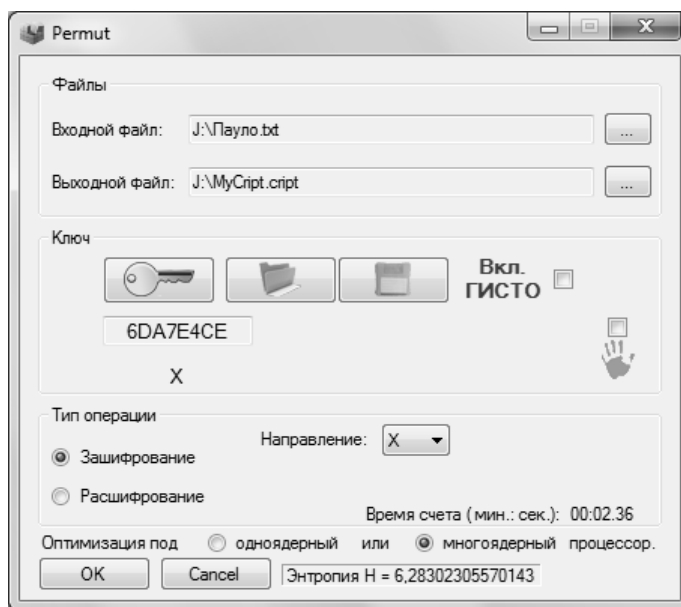 Permut
Файлы
Входной файл: J:\Пауло.txt ...
Выходной файл: J:\MyCript.cript ...
Ключ
Вкл.
ГИСТО
6DA7E4CE
X
Тип операции
Направление: X
Зашифрование
Расшифрование
Время счета ( мин.: сек.): 00:02.36
Оптимизация под одноядерный или многоядерный процессор.
OK Cancel Энтропия H = 6,28302305570143